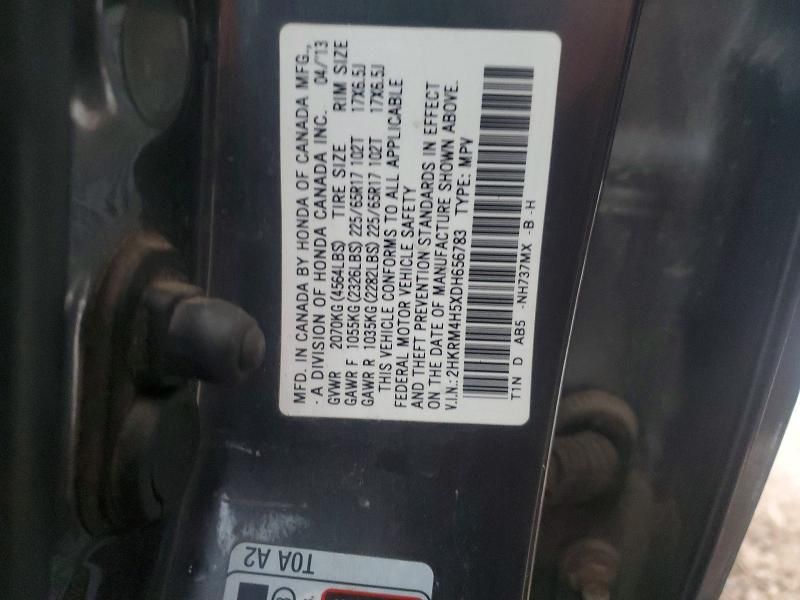 MFD. IN CANADA BY HONDA OF CANADA MFG.,
- A DIVISION OF HONDA CANADA INC. 04/'13
GVWR 2070KG(4564LBS) TIRE SIZE RIM SIZE
GAWR F 1055KG(2326LBS) 225/65R17 102T 17X6.5J
GAWR R 1035KG(2282LBS) 225/65R17 102T 17X6.5J
THIS VEHICLE CONFORMS TO ALL APPLICABLE
FEDERAL MOTOR VEHICLE SAFETY
AND THEFT PREVENTION STANDARDS IN EFFECT
ON THE DATE OF MANUFACTURE SHOWN ABOVE.
V.I.N.:2HKRM4H5XDH656783 TYPE: MPV
T1N D AB5 -NH737MX -B -H
T0A A2